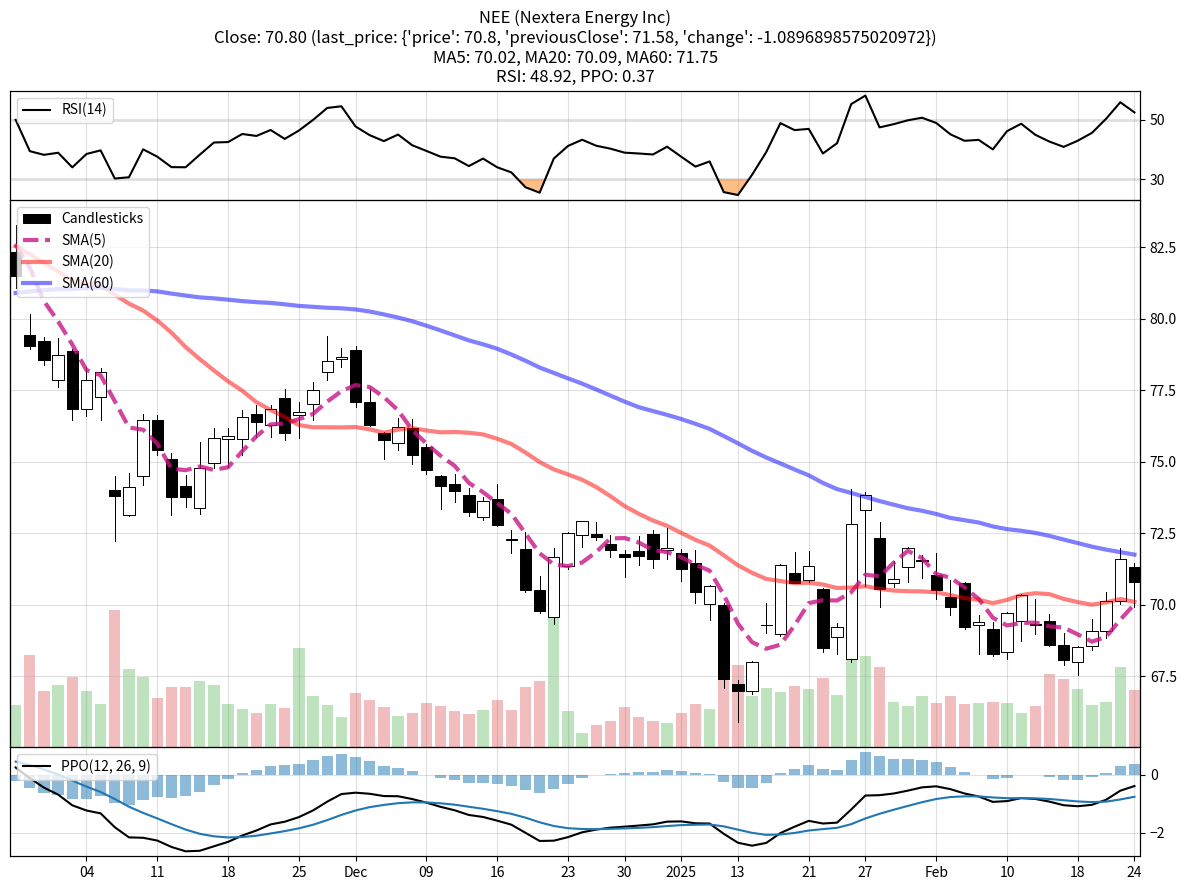 NEE (Nextera Energy Inc)
Close: 70.80 (last_price: {'price': 70.8, 'previousClose': 71.58, 'change': -1.0896898575020972})
MA5: 70.02, MA20: 70.09, MA60: 71.75
RSI: 48.92, PPO: 0.37
RSI(14)
50
30
Candlesticks
SMA(5)
SMA(20)
SMA(60)
82.5
80.0
77.5
75.0
72.5
70.0
67.5
PPO(12, 26, 9)
0
−2
04 11 18 25 Dec 09 16 23 30 2025 13 21 27 Feb 10 18 24